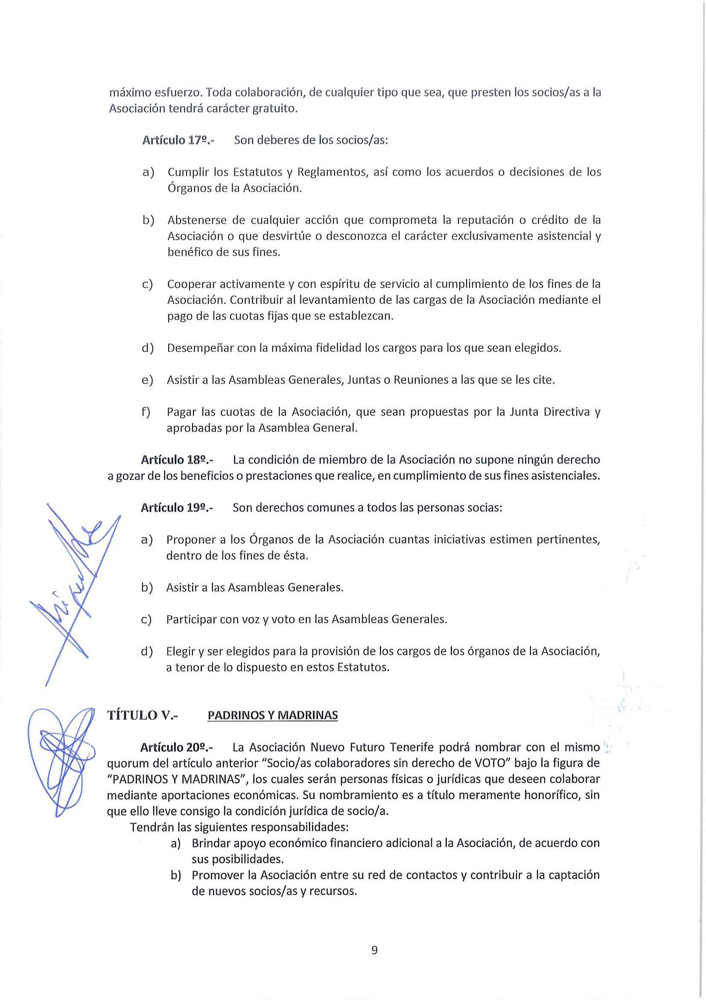 máximo esfuerzo. Toda colaboración, de cualquier tipo que sea, que presten los socios/as a la
Asociación tendrá carácter gratuito.
Artículo 17º.- Son deberes de los socios/as:
a) Cumplir los Estatutos y Reglamentos, así como los acuerdos o decisiones de los
Órganos de la Asociación.
b) Abstenerse de cualquier acción que comprometa la reputación o crédito de la
Asociación o que desvirtúe o desconozca el carácter exclusivamente asistencial y
benéfico de sus fines.
c) Cooperar activamente y con espíritu de servicio al cumplimiento de los fines de la
Asociación. Contribuir al levantamiento de las cargas de la Asociación mediante el
pago de las cuotas fijas que se establezcan.
d) Desempeñar con la máxima fidelidad los cargos para los que sean elegidos.
e) Asistir a las Asambleas Generales, Juntas o Reuniones a las que se les cite.
f) Pagar las cuotas de la Asociación, que sean propuestas por la Junta Directiva y
aprobadas por la Asamblea General.
Artículo 18º.- La condición de miembro de la Asociación no supone ningún derecho
a gozar de los beneficios o prestaciones que realice, en cumplimiento de sus fines asistenciales.
Artículo 19º.- Son derechos comunes a todos las personas socias:
a) Proponer a los Órganos de la Asociación cuantas iniciativas estimen pertinentes,
dentro de los fines de ésta.
b) Asistir a las Asambleas Generales.
c) Participar con voz y voto en las Asambleas Generales.
d) Elegir y ser elegidos para la provisión de los cargos de los órganos de la Asociación,
a tenor de lo dispuesto en estos Estatutos.
TÍTULO V.- PADRINOS Y MADRINAS
Artículo 20º.- La Asociación Nuevo Futuro Tenerife podrá nombrar con el mismo
quorum del artículo anterior “Socio/as colaboradores sin derecho de VOTO” bajo la figura de
“PADRINOS Y MADRINAS”, los cuales serán personas físicas o jurídicas que deseen colaborar
mediante aportaciones económicas. Su nombramiento es a título meramente honorífico, sin
que ello lleve consigo la condición jurídica de socio/a.
Tendrán las siguientes responsabilidades:
a) Brindar apoyo económico financiero adicional a la Asociación, de acuerdo con
sus posibilidades.
b) Promover la Asociación entre su red de contactos y contribuir a la captación
de nuevos socios/as y recursos.
9